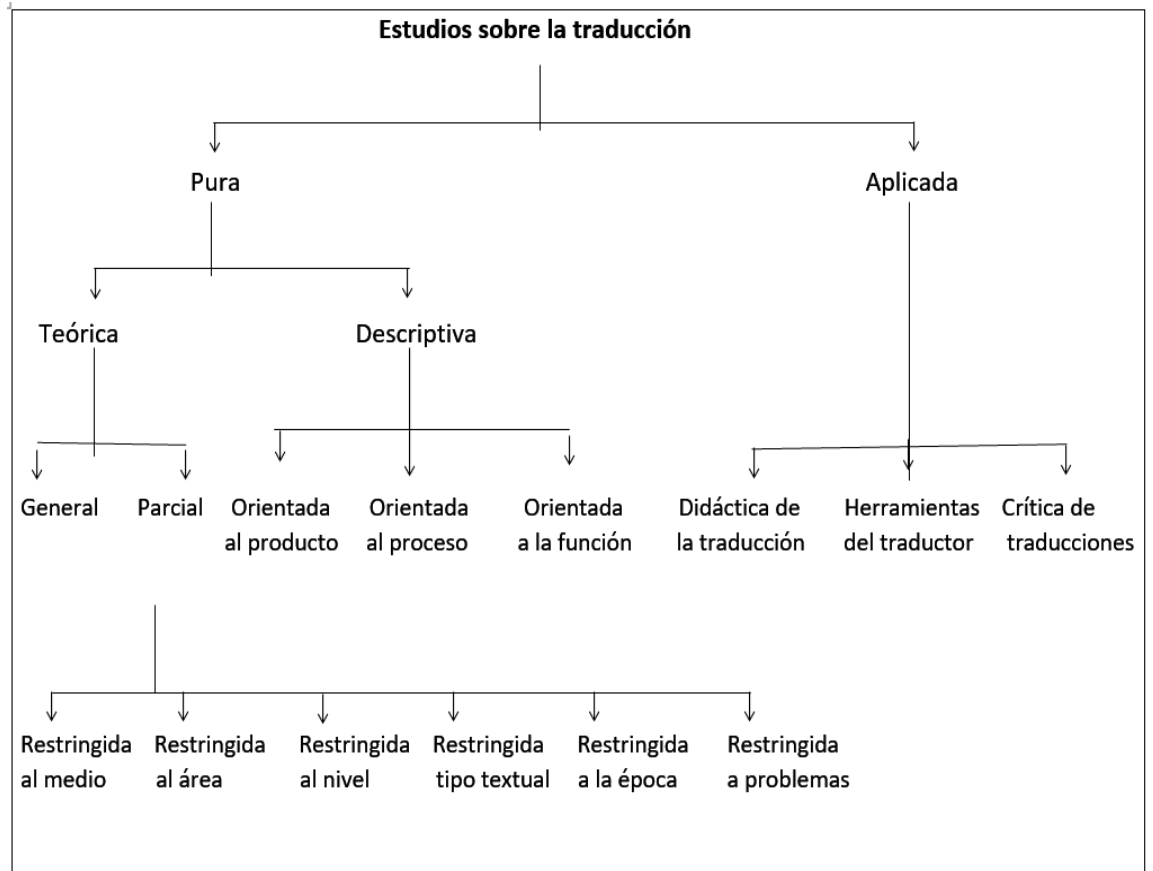 Estudios sobre la traducción
Pura
Aplicada
Teórica
Descriptiva
General
Parcial
Orientada
al producto
Orientada
al proceso
Orientada
a la función
Didáctica de
la traducción
Herramientas
del traductor
Crítica de
traducciones
Restringida
al medio
Restringida
al área
Restringida
al nivel
Restringida
tipo textual
Restringida
a la época
Restringida
a problemas